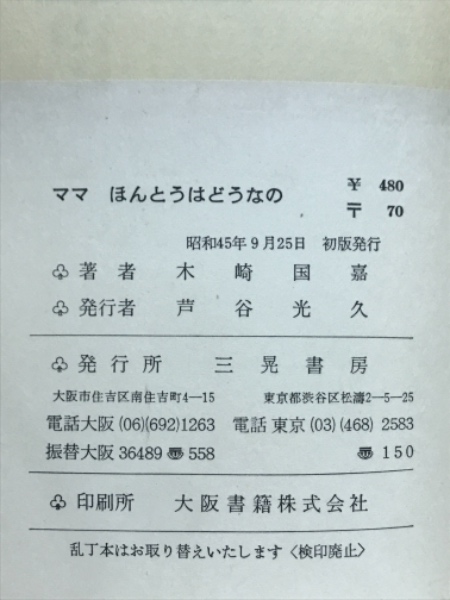 ママ ほんとうはどうなの ¥ 480
〒 70
昭和45年9月25日 初版発行
♧ 著者 木崎国嘉
♧ 発行者 芦谷光久
♧ 発行所 三晃書房
大阪市住吉区南住吉町4—15 東京都渋谷区松濤2—5—25
電話大阪(06)(692)1263 電話東京(03)(468)2583
振替大阪36489 〠558 〠150
♧ 印刷所 大阪書籍株式会社
乱丁本はお取り替えいたします〈検印廃止〉